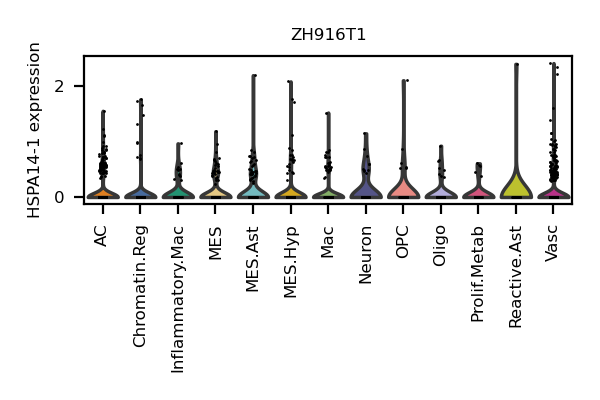 ZH916T1
HSPA14-1 expression
2
0
AC
Chromatin.Reg
Inflammatory.Mac
MES
MES.Ast
MES.Hyp
Mac
Neuron
OPC
Oligo
Prolif.Metab
Reactive.Ast
Vasc